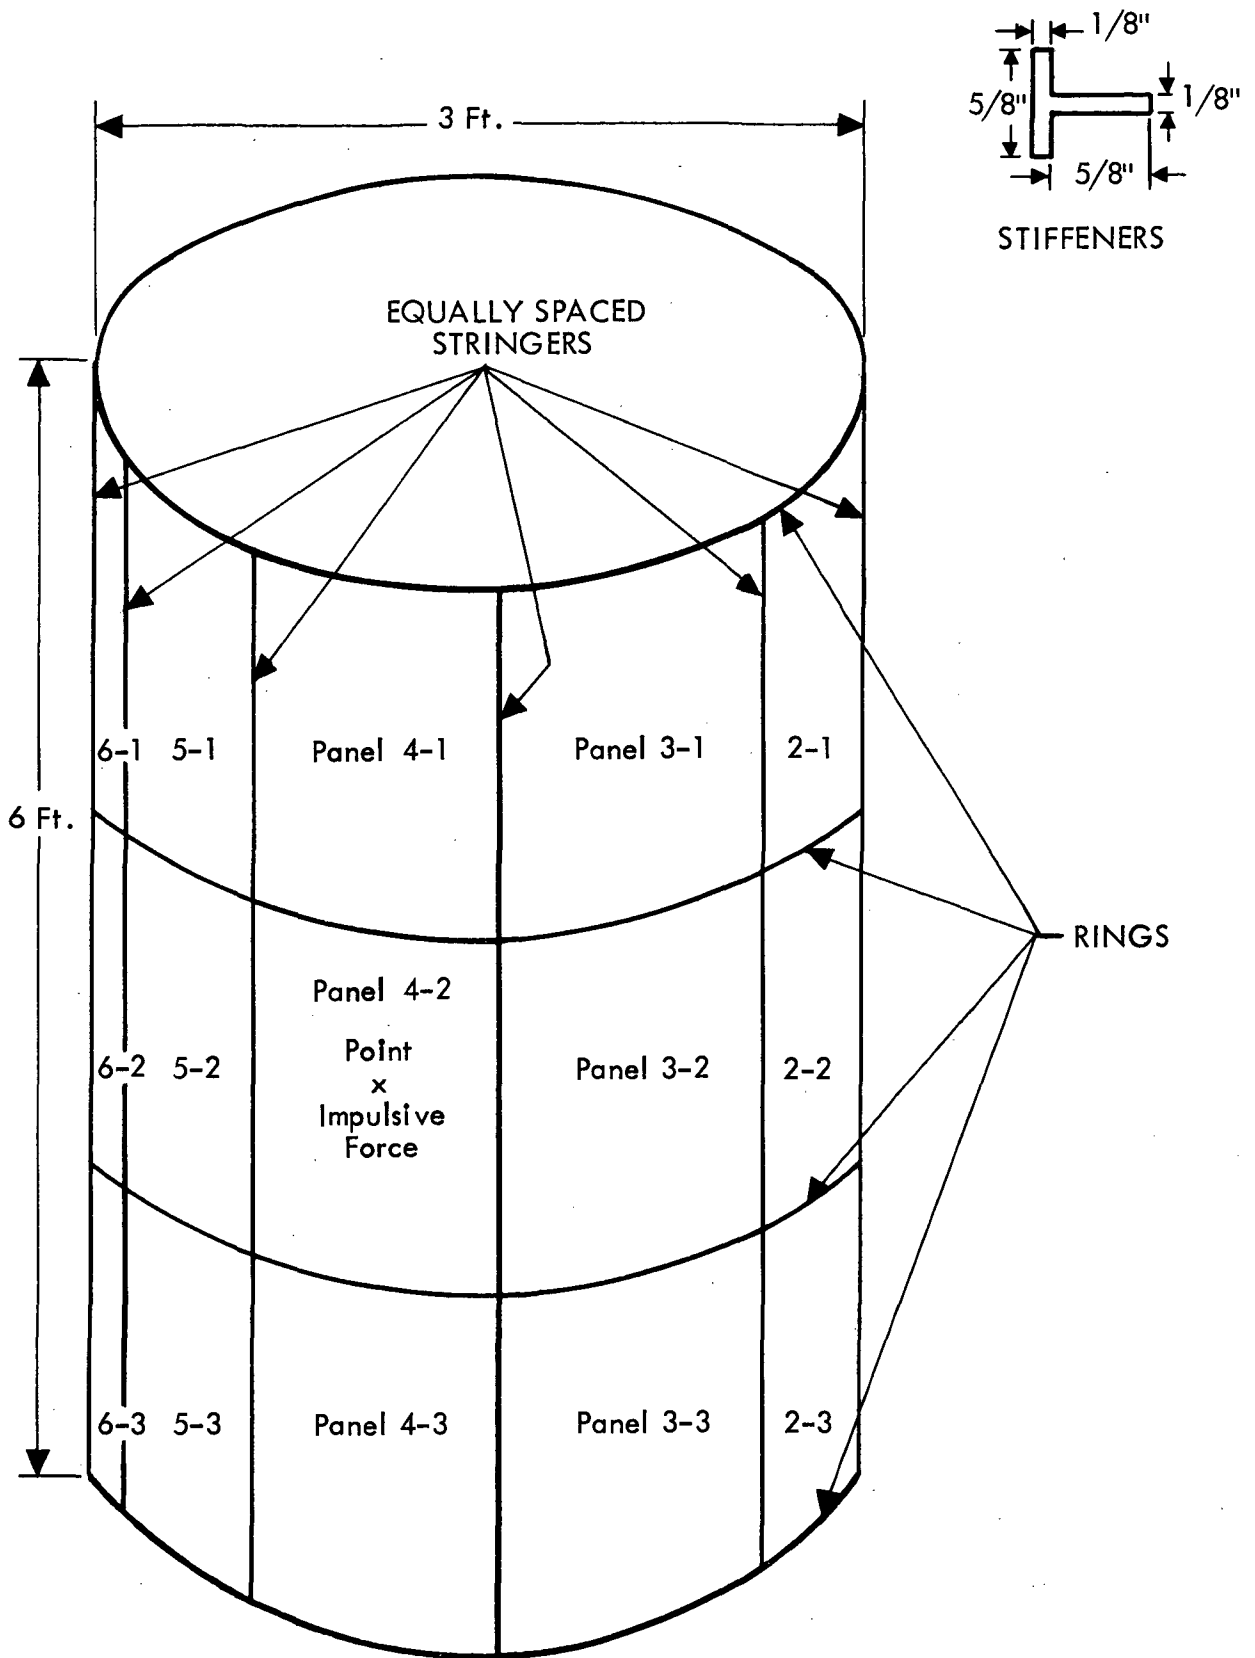 1/8"
5/8"
1/8"
5/8"
STIFFENERS
3 Ft.
EQUALLY SPACED
STRINGERS
6-1 5-1 Panel 4-1 Panel 3-1 2-1
6 Ft.
RINGS
Panel 4-2
Point
x
Impulsive
Force
6-2 5-2 Panel 3-2 2-2
6-3 5-3 Panel 4-3 Panel 3-3 2-3